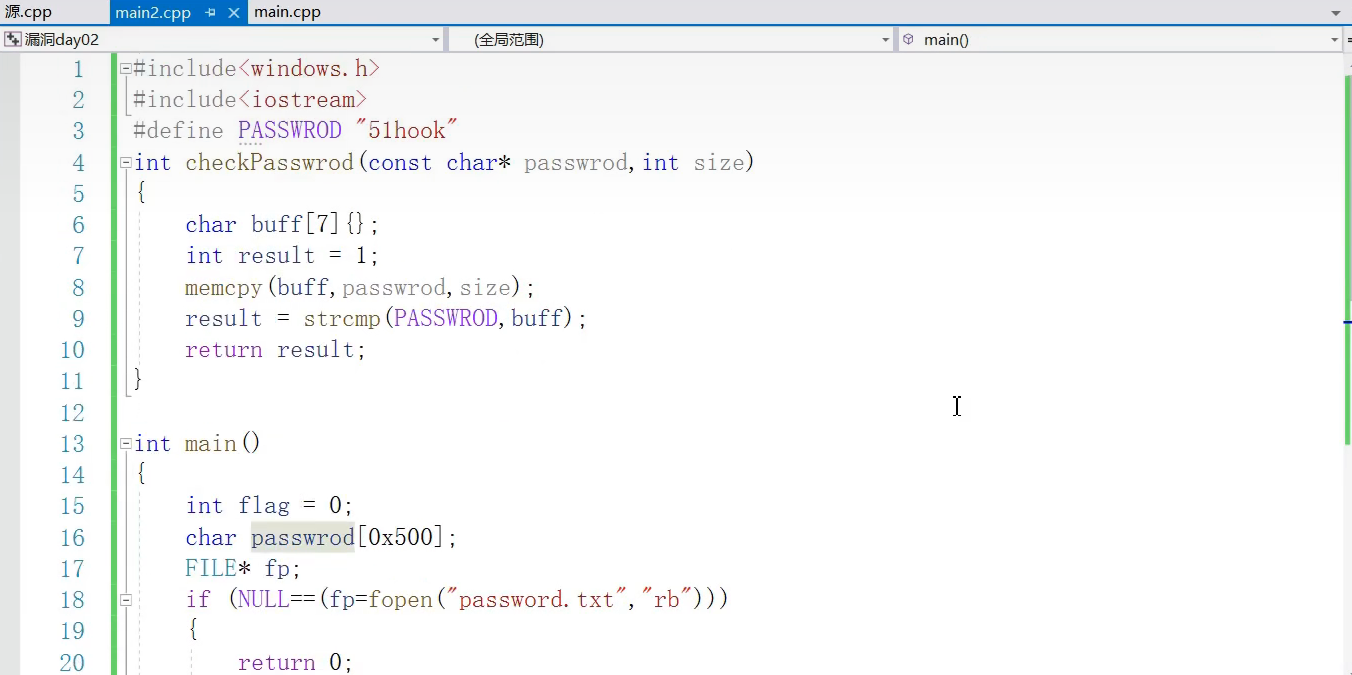 源.cpp main2.cpp main.cpp
漏洞day02 (全局范围) main()
1 #include<windows.h>
2 #include<iostream>
3 #define PASSWROD "51hook"
4 int checkPasswrod(const char* passwrod,int size)
5 {
6 char buff[7]{};
7 int result = 1;
8 memcpy(buff,passwrod,size);
9 result = strcmp(PASSWROD,buff);
10 return result;
11 }
12
13 int main()
14 {
15 int flag = 0;
16 char passwrod[0x500];
17 FILE* fp;
18 if (NULL==(fp=fopen("password.txt","rb")))
19 {
20 return 0;